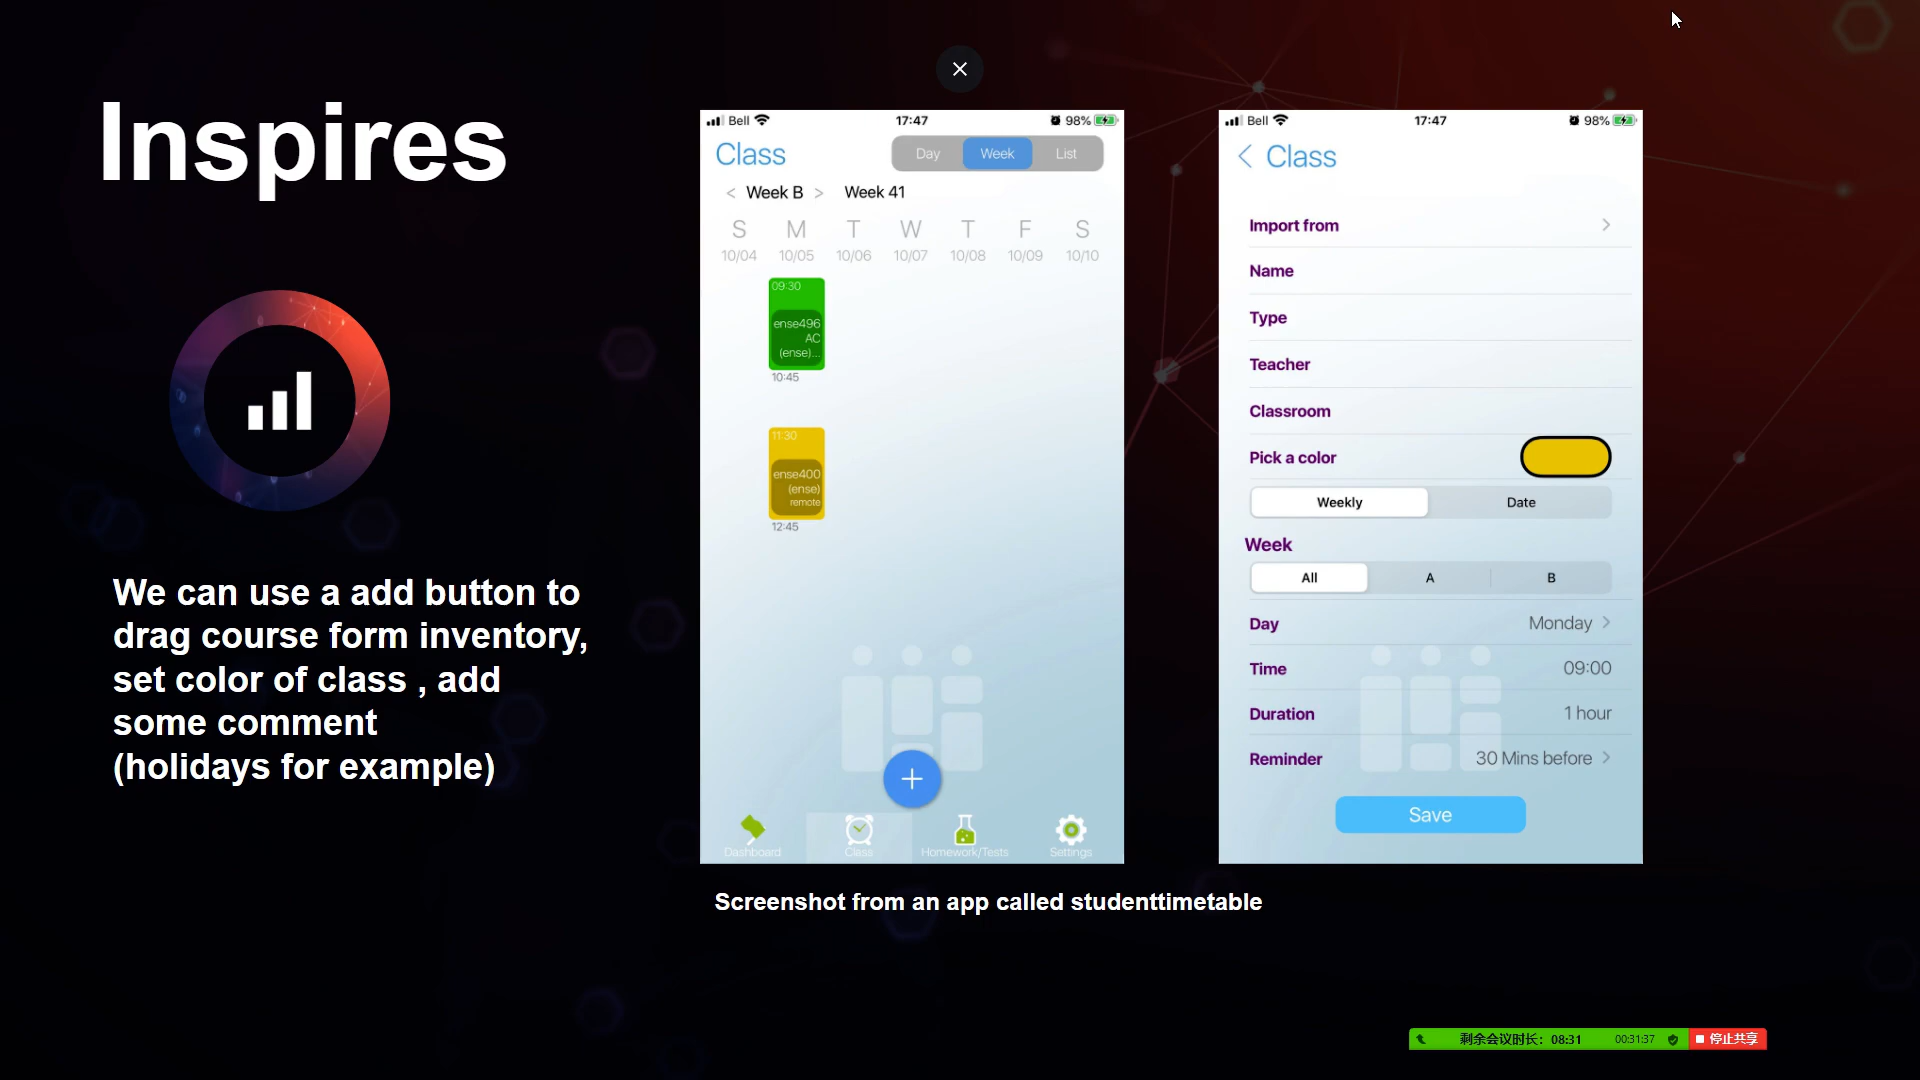 Inspires
We can use a add button to
drag course form inventory,
set color of class , add
some comment
(holidays for example)
Bell 17:47 98%
Class Day Week List
< Week B > Week 41
S M T W T F S
10/04 10/05 10/06 10/07 10/08 10/09 10/10
09:30
ense496
AC
(ense)...
10:45
11:30
ense400
(ense)
remote
12:45
Dashboard Class Homework/Tests Settings
Bell 17:47 98%
Class
Import from
Name
Type
Teacher
Classroom
Pick a color
Weekly Date
Week
All A B
Day Monday
Time 09:00
Duration 1 hour
Reminder 30 Mins before
Save
Screenshot from an app called studenttimetable
剩余会议时长：08:31 00:31:37 停止共享